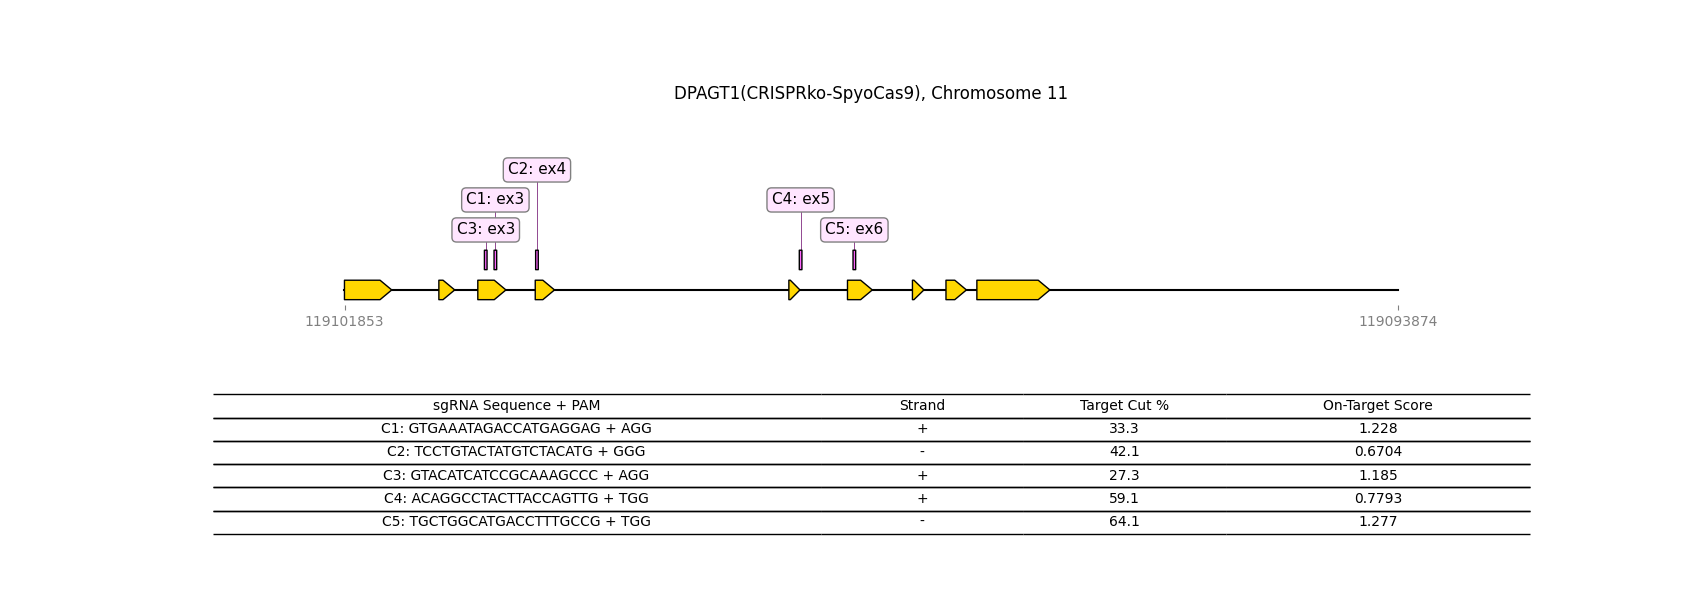 DPAGT1(CRISPRko-SpyoCas9), Chromosome 11
C2: ex4
C1: ex3
C4: ex5
C3: ex3
C5: ex6
119101853
119093874
sgRNA Sequence + PAM Strand Target Cut % On-Target Score
C1: GTGAAATAGACCATGAGGAG + AGG + 33.3 1.228
C2: TCCTGTACTATGTCTACATG + GGG - 42.1 0.6704
C3: GTACATCATCCGCAAAGCCC + AGG + 27.3 1.185
C4: ACAGGCCTACTTACCAGTTG + TGG + 59.1 0.7793
C5: TGCTGGCATGACCTTTGCCG + TGG - 64.1 1.277